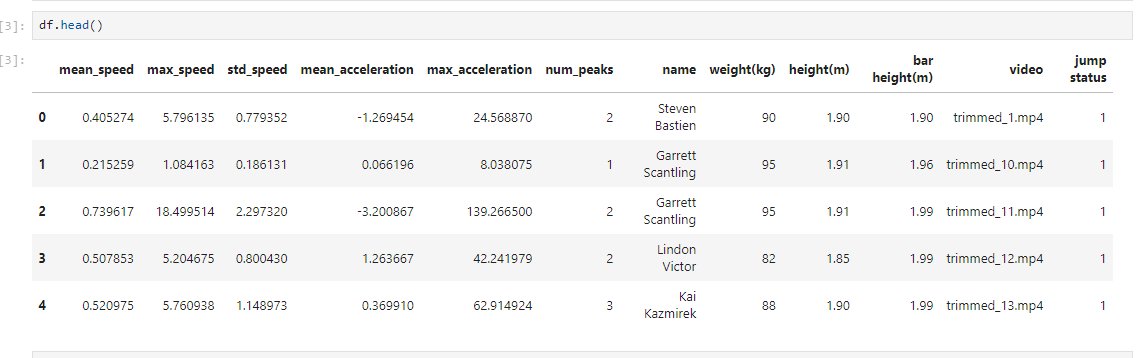 [3]: df.head()
[3]:
mean_speed max_speed std_speed mean_acceleration max_acceleration num_peaks name weight(kg) height(m) bar height(m) video jump status
0 0.405274 5.796135 0.779352 -1.269454 24.568870 2 Steven Bastien 90 1.90 1.90 trimmed_1.mp4 1
1 0.215259 1.084163 0.186131 0.066196 8.038075 1 Garrett Scantling 95 1.91 1.96 trimmed_10.mp4 1
2 0.739617 18.499514 2.297320 -3.200867 139.266500 2 Garrett Scantling 95 1.91 1.99 trimmed_11.mp4 1
3 0.507853 5.204675 0.800430 1.263667 42.241979 2 Lindon Victor 82 1.85 1.99 trimmed_12.mp4 1
4 0.520975 5.760938 1.148973 0.369910 62.914924 3 Kai Kazmirek 88 1.90 1.99 trimmed_13.mp4 1